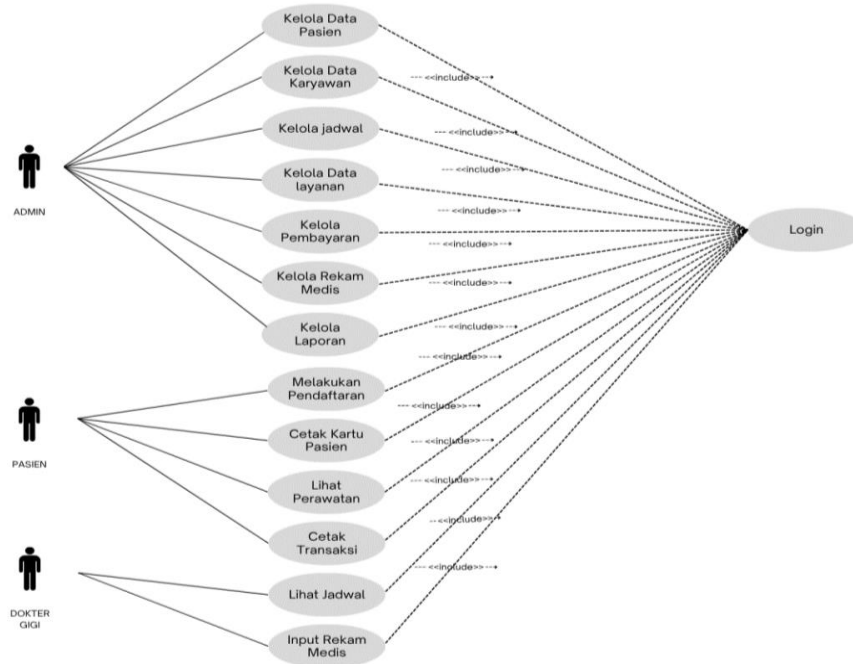 Kelola Data
Pasien
Kelola Data
Karyawan
<<include>>
Kelola jadwal
<<include>>
ADMIN
Kelola Data
layanan
<<include>>
<<include>>
Kelola
Pembayaran
<<include>>
Login
Kelola Rekam
Medis
<<include>>
Kelola
Laporan
<<include>>
<<include>>
Melakukan
Pendaftaran
<<include>>
PASIEN
Cetak Kartu
Pasien
<<include>>
Lihat
Perawatan
<<include>>
Cetak
Transaksi
<<include>>
DOKTER
GIGI
Lihat Jadwal
<<include>>
Input Rekam
Medis